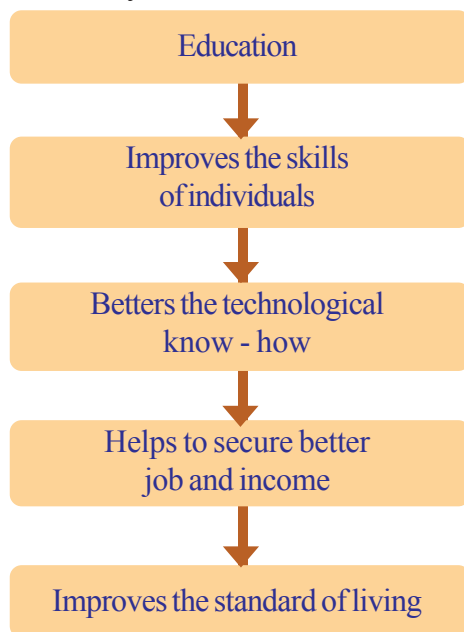 Education
Improves the skills
of individuals
Betters the technological
know - how
Helps to secure better
job and income
Improves the standard of living